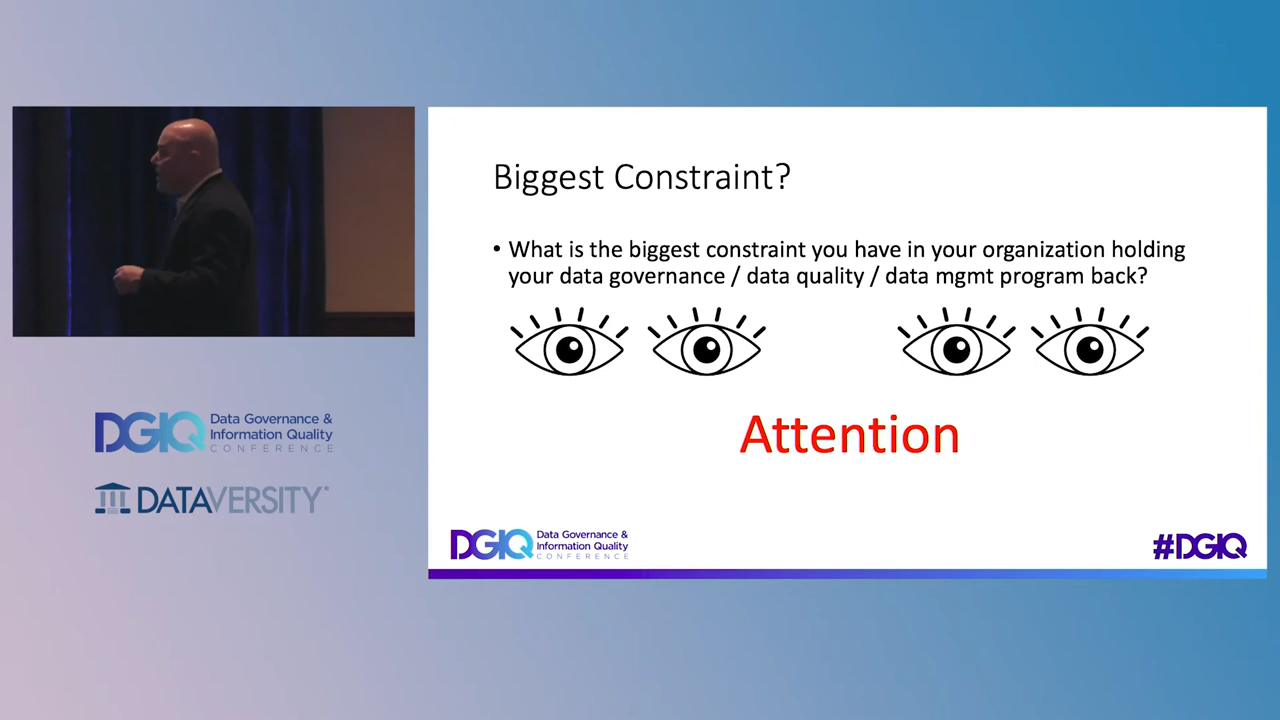 Biggest Constraint?
• What is the biggest constraint you have in your organization holding
your data governance / data quality / data mgmt program back?
Attention
DGIQ Data Governance &
Information Quality
CONFERENCE
#DGIQ
DGIQ Data Governance &
Information Quality
CONFERENCE
DATAVERSITY